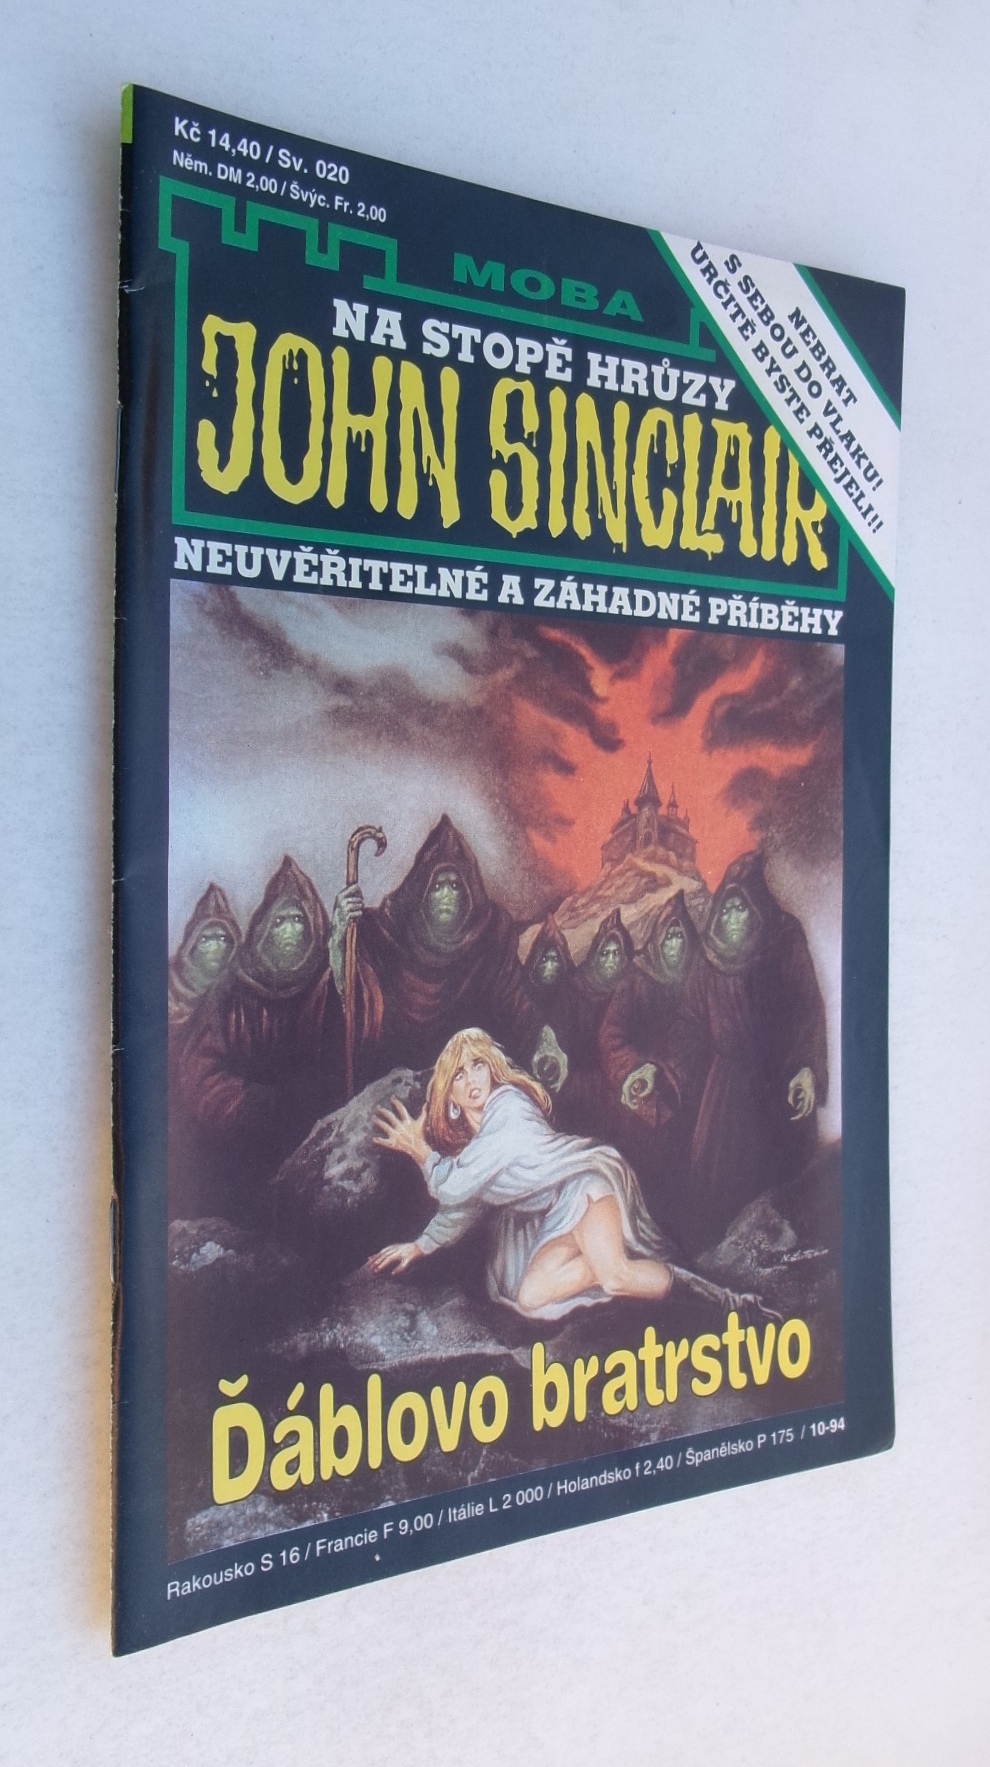 Kč 14,40 / Sv. 020
Něm. DM 2,00 / Švýc. Fr. 2,00
MOBA
NEBRAT
S SEBOU DO VLAKU!
URČITĚ BYSTE PŘEJELI!!
NA STOPĚ HRŮZY
JOHN SINCLAIR
NEUVĚŘITELNÉ A ZÁHADNÉ PŘÍBĚHY
Ďáblovo bratrstvo
Rakousko S 16 / Francie F 9,00 / Itálie L 2 000 / Holandsko f 2,40 / Španělsko P 175 / 10-94